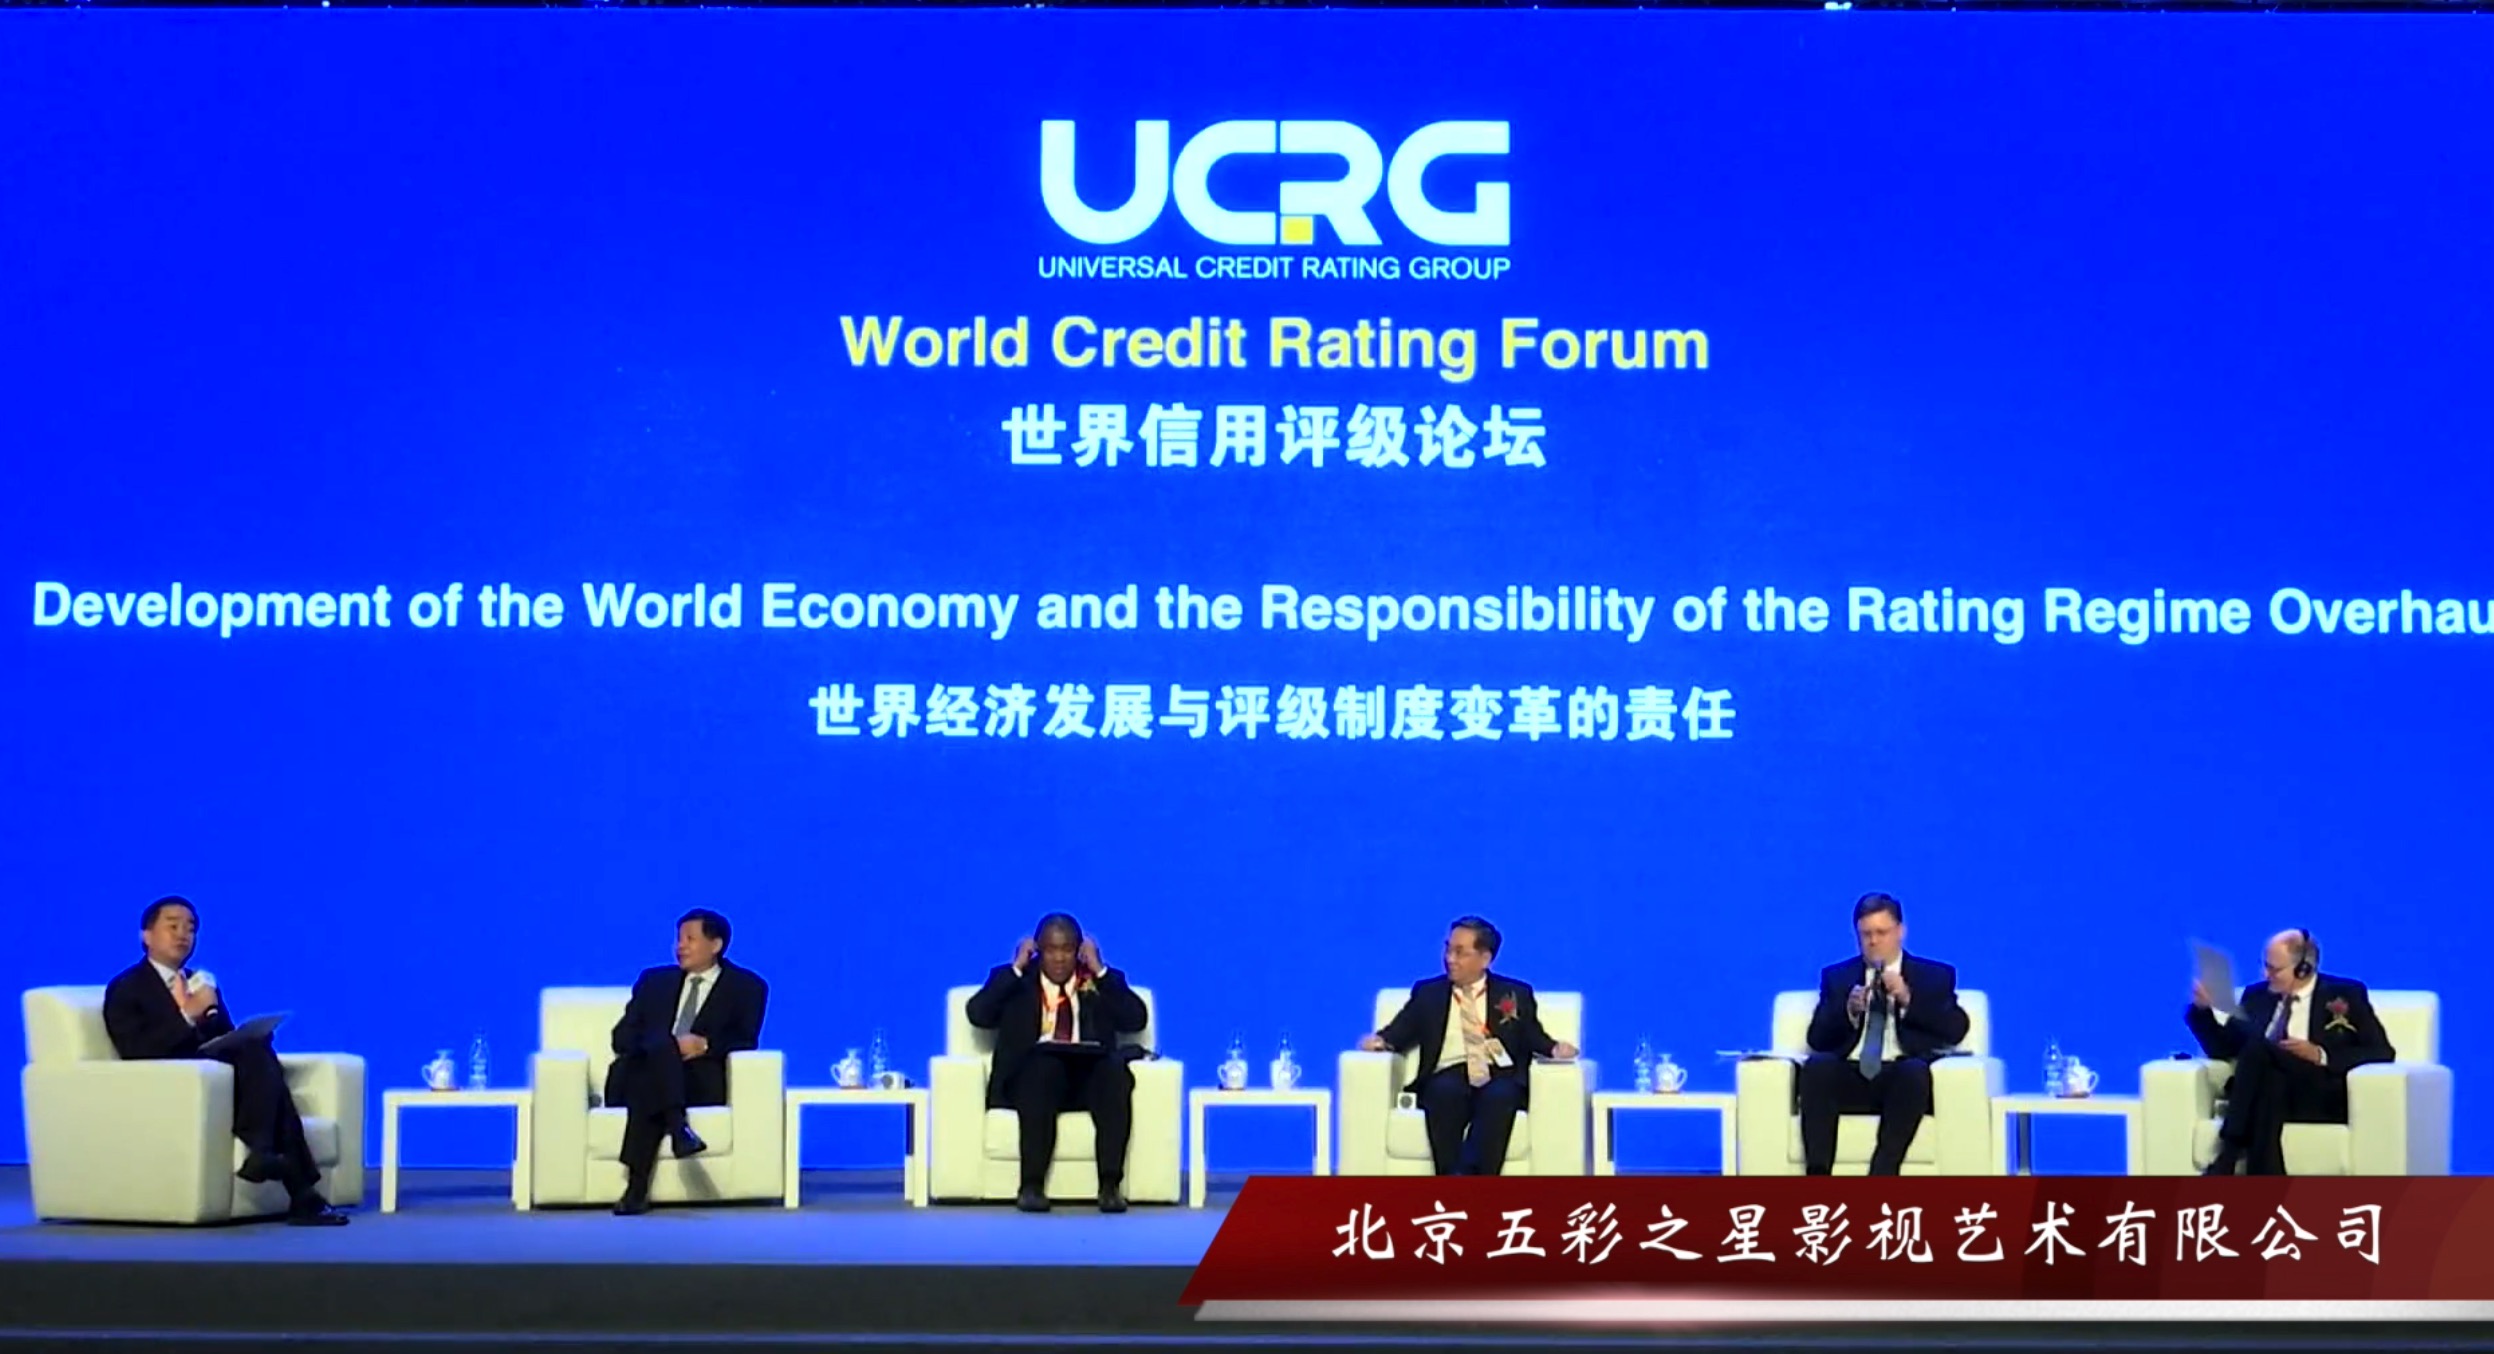 UCRG
UNIVERSAL CREDIT RATING GROUP
World Credit Rating Forum
世界信用评级论坛
Development of the World Economy and the Responsibility of the Rating Regime Overhau
世界经济发展与评级制度变革的责任
北京五彩之星影视艺术有限公司